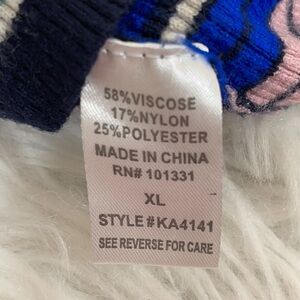 58%VISCOSE
17%NYLON
25%POLYESTER
MADE IN CHINA
RN# 101331
XL
STYLE #KA4141
SEE REVERSE FOR CARE